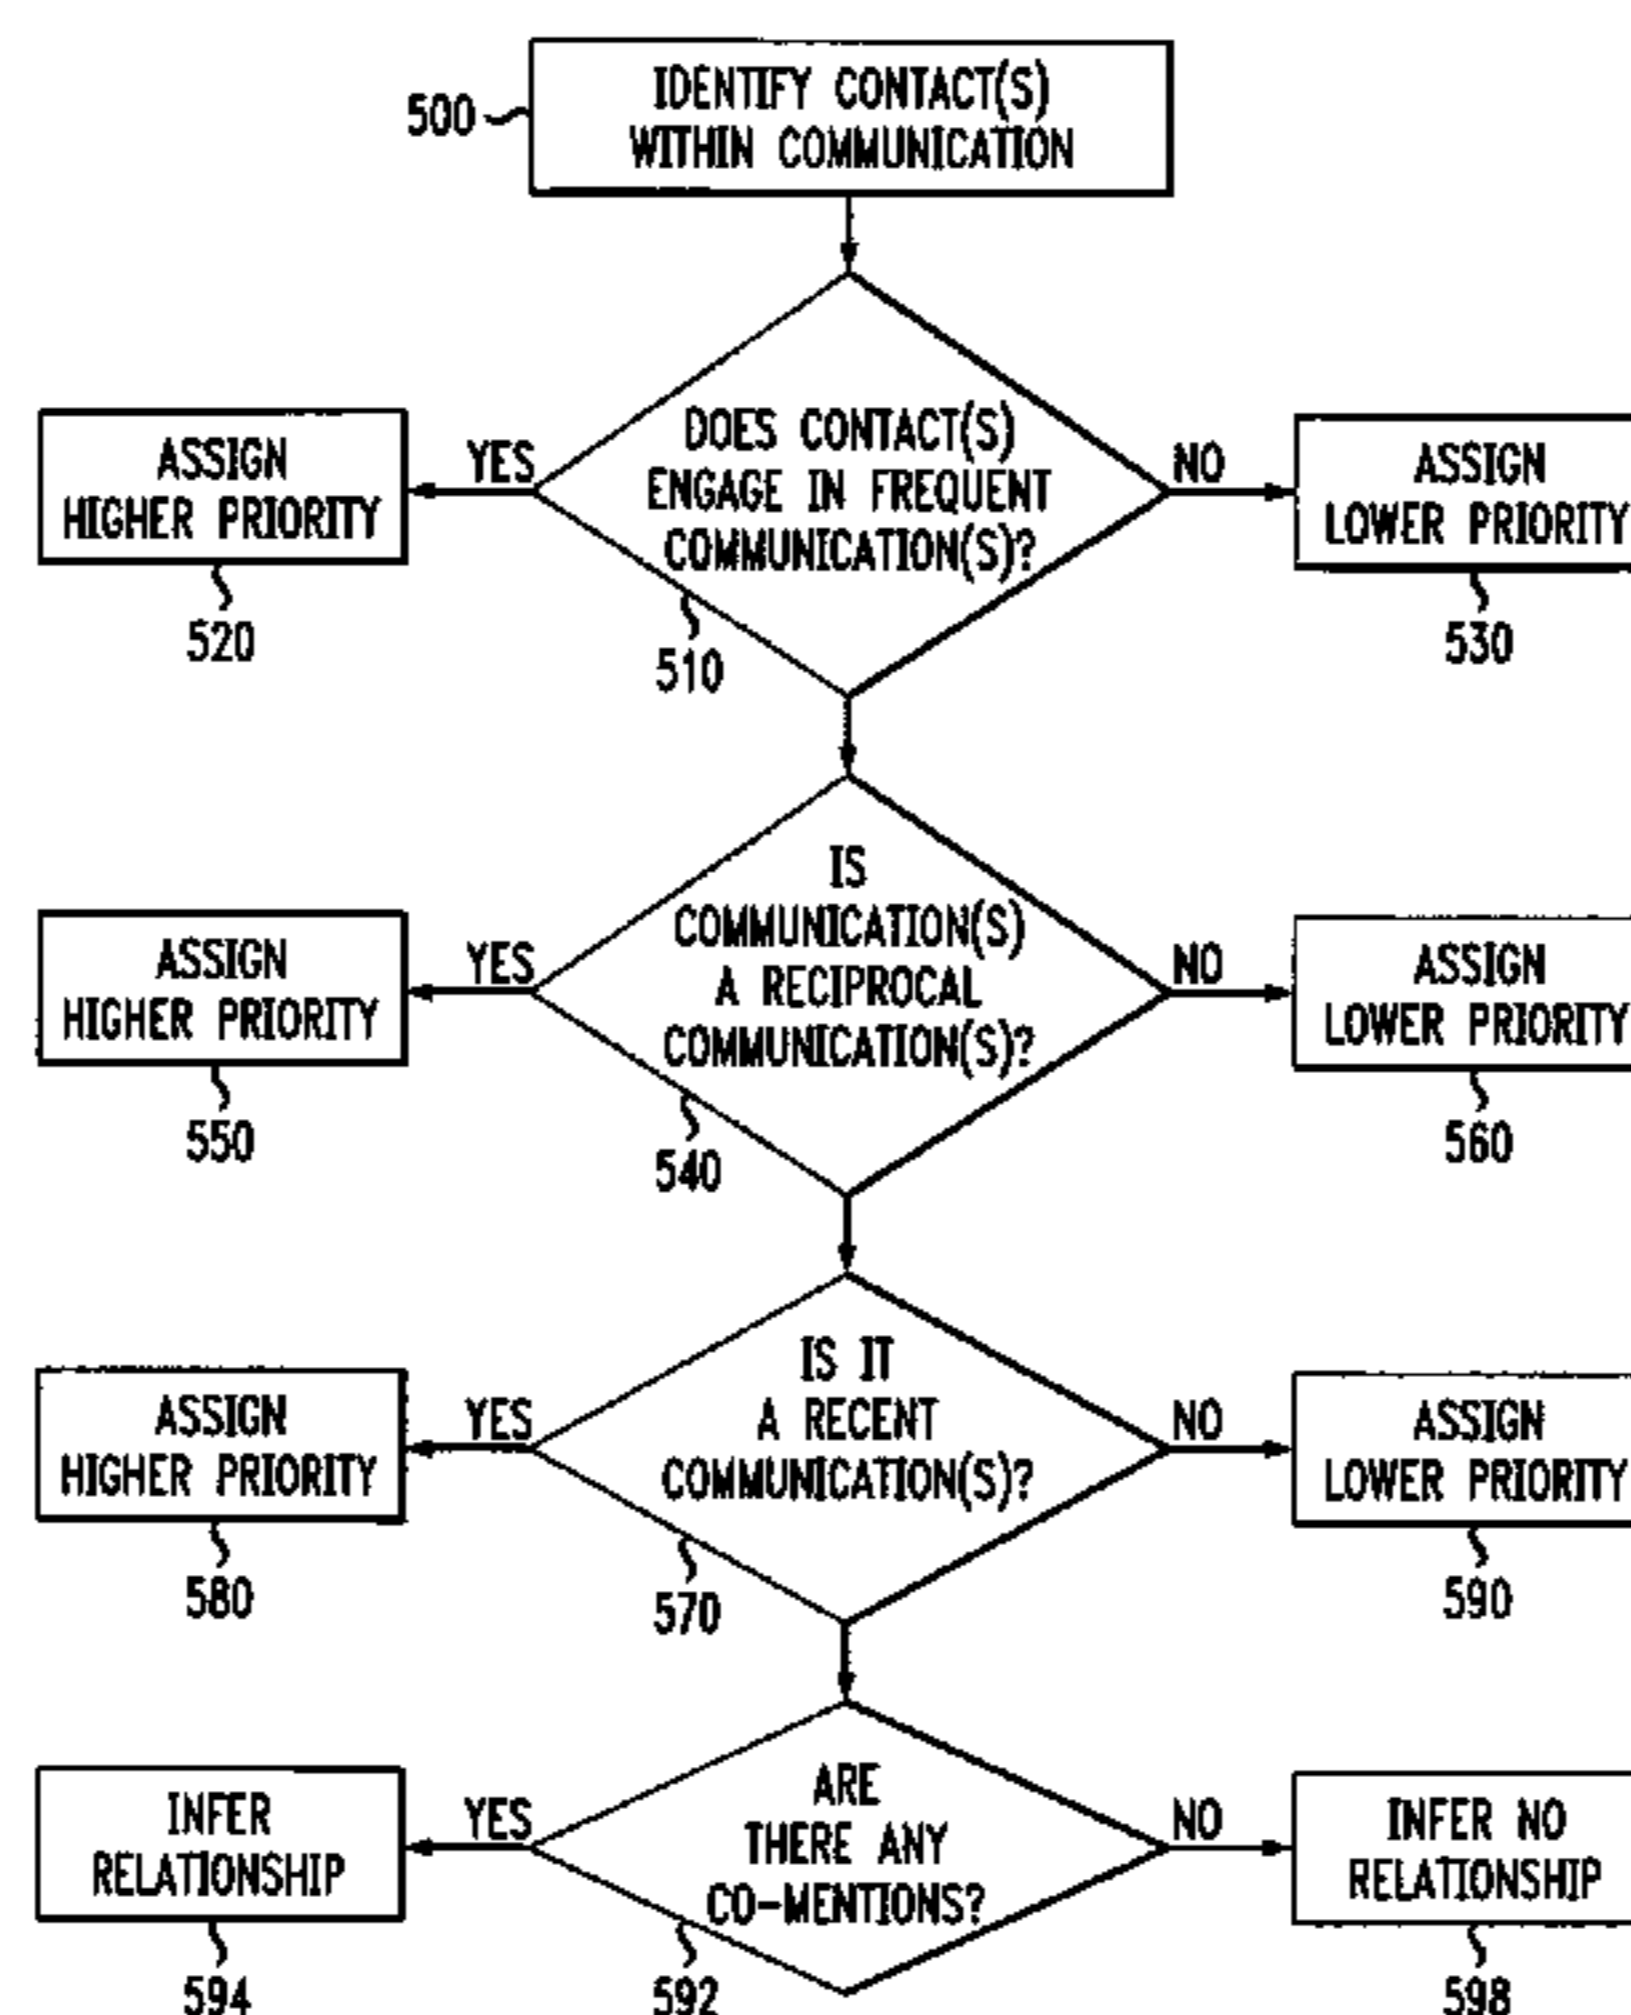 500
IDENTIFY CONTACT(S)
WITHIN COMMUNICATION
DOES CONTACT(S)
ENGAGE IN FREQUENT
COMMUNICATION(S)?
510
YES
ASSIGN
HIGHER PRIORITY
520
NO
ASSIGN
LOWER PRIORITY
530
IS
COMMUNICATION(S)
A RECIPROCAL
COMMUNICATION(S)?
540
YES
ASSIGN
HIGHER PRIORITY
550
NO
ASSIGN
LOWER PRIORITY
560
IS IT
A RECENT
COMMUNICATION(S)?
570
YES
ASSIGN
HIGHER PRIORITY
580
NO
ASSIGN
LOWER PRIORITY
590
ARE
THERE ANY
CO-MENTIONS?
592
YES
INFER
RELATIONSHIP
594
NO
INFER NO
RELATIONSHIP
598